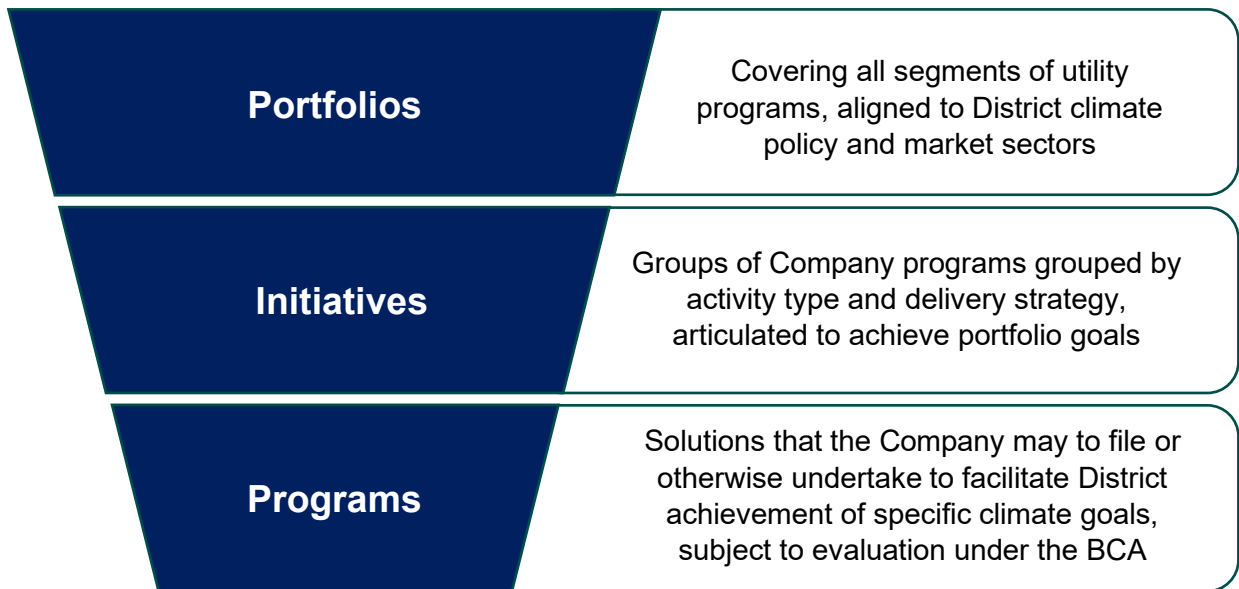 Portfolios
Covering all segments of utility
programs, aligned to District climate
policy and market sectors
Initiatives
Groups of Company programs grouped by
activity type and delivery strategy,
articulated to achieve portfolio goals
Programs
Solutions that the Company may to file or
otherwise undertake to facilitate District
achievement of specific climate goals,
subject to evaluation under the BCA